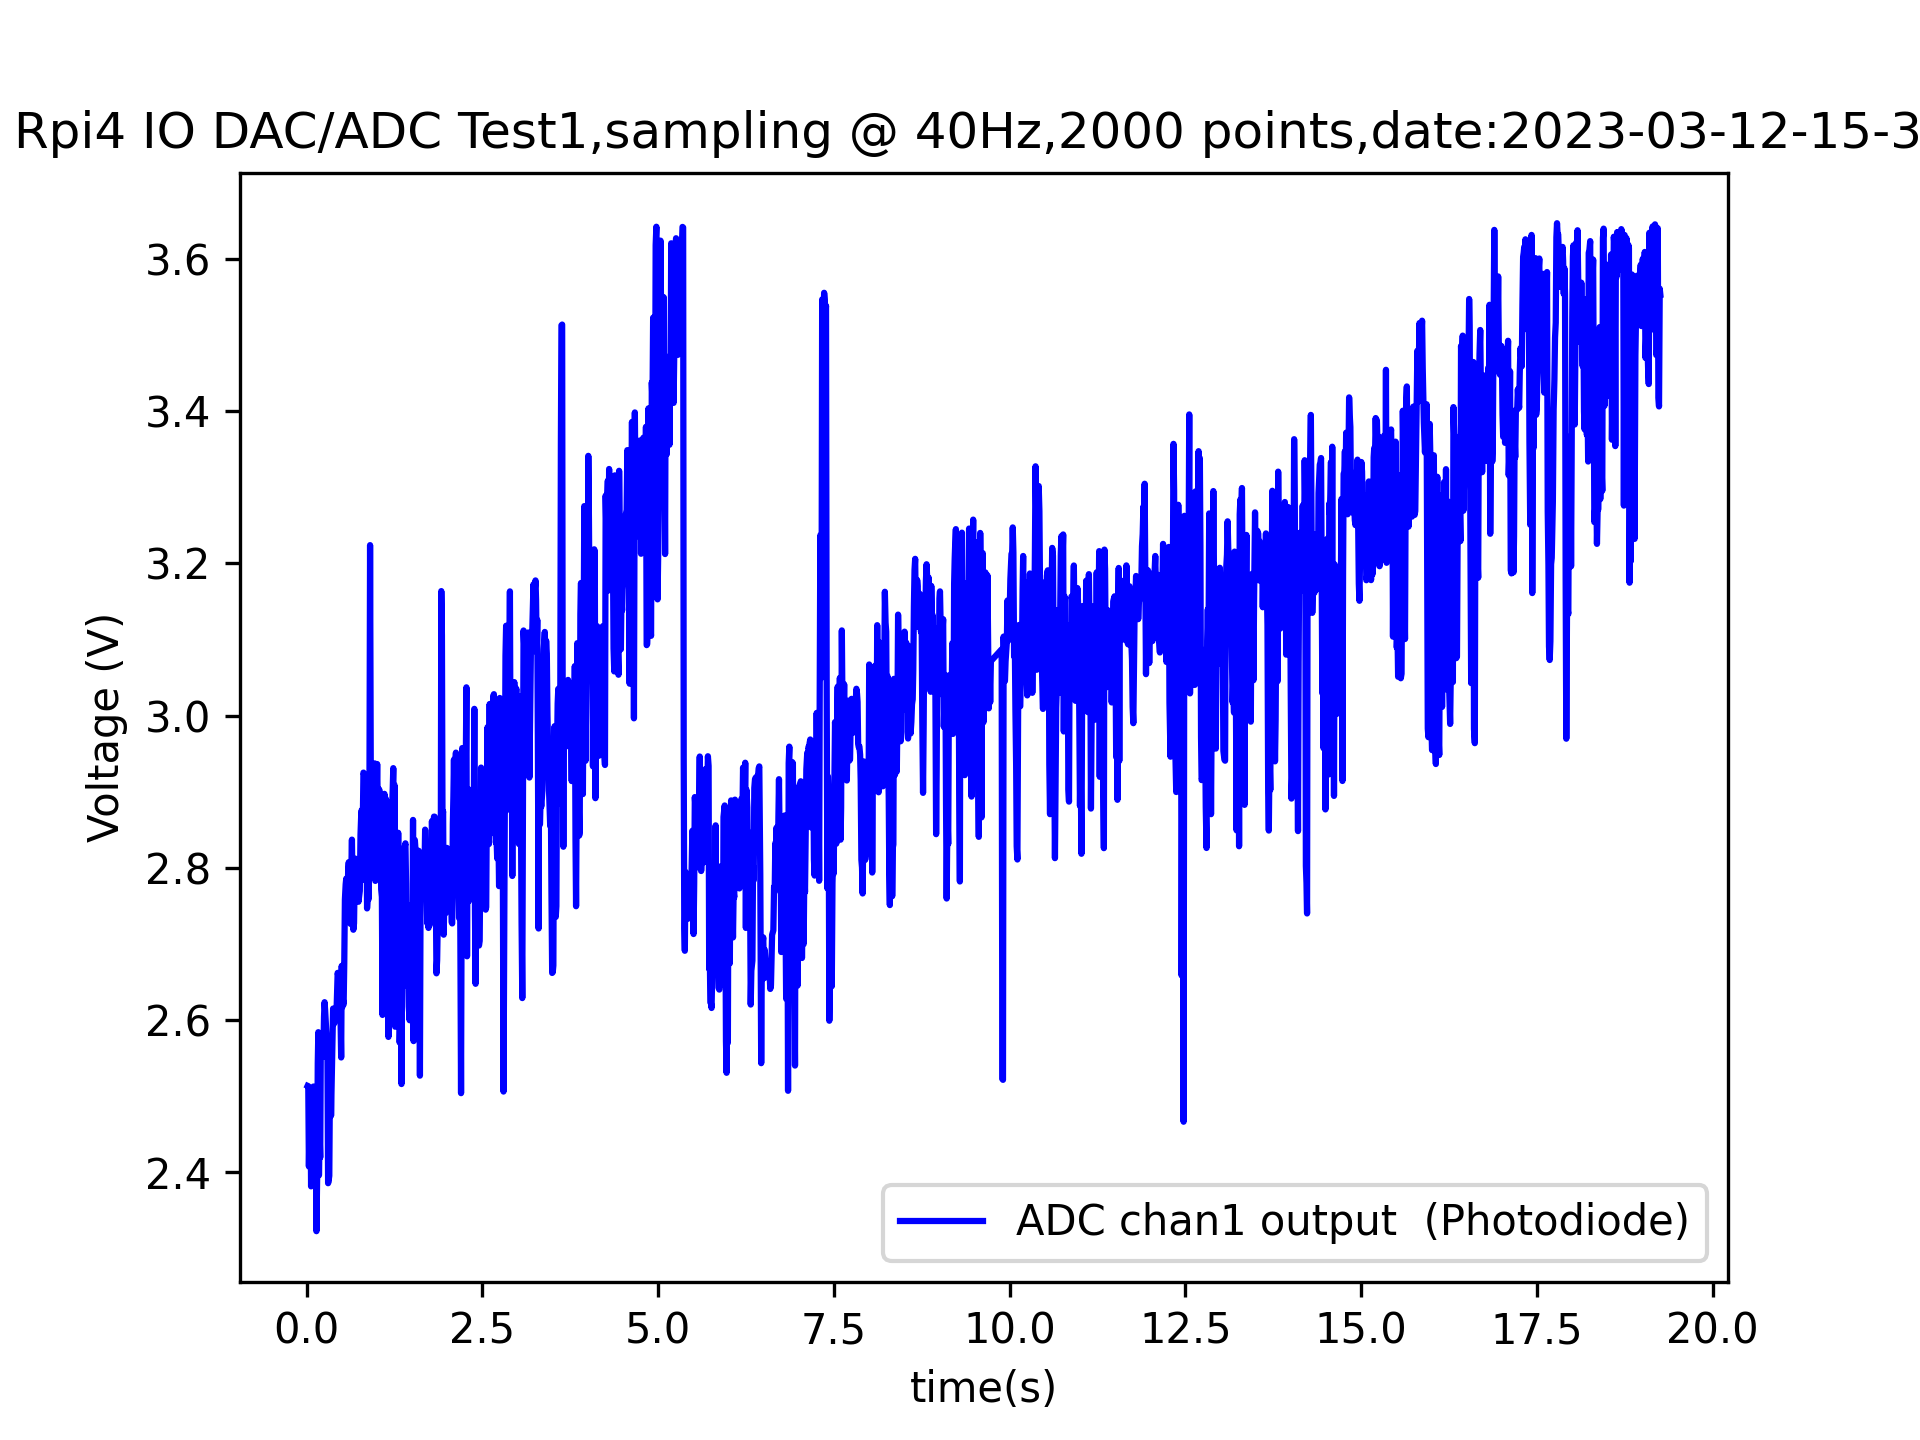 Rpi4 IO DAC/ADC Test1,sampling @ 40Hz,2000 points,date:2023-03-12-15-3
3.6
3.4
3.2
3.0
2.8
2.6
2.4
Voltage (V)
ADC chan1 output  (Photodiode)
0.0 2.5 5.0 7.5 10.0 12.5 15.0 17.5 20.0
time(s)